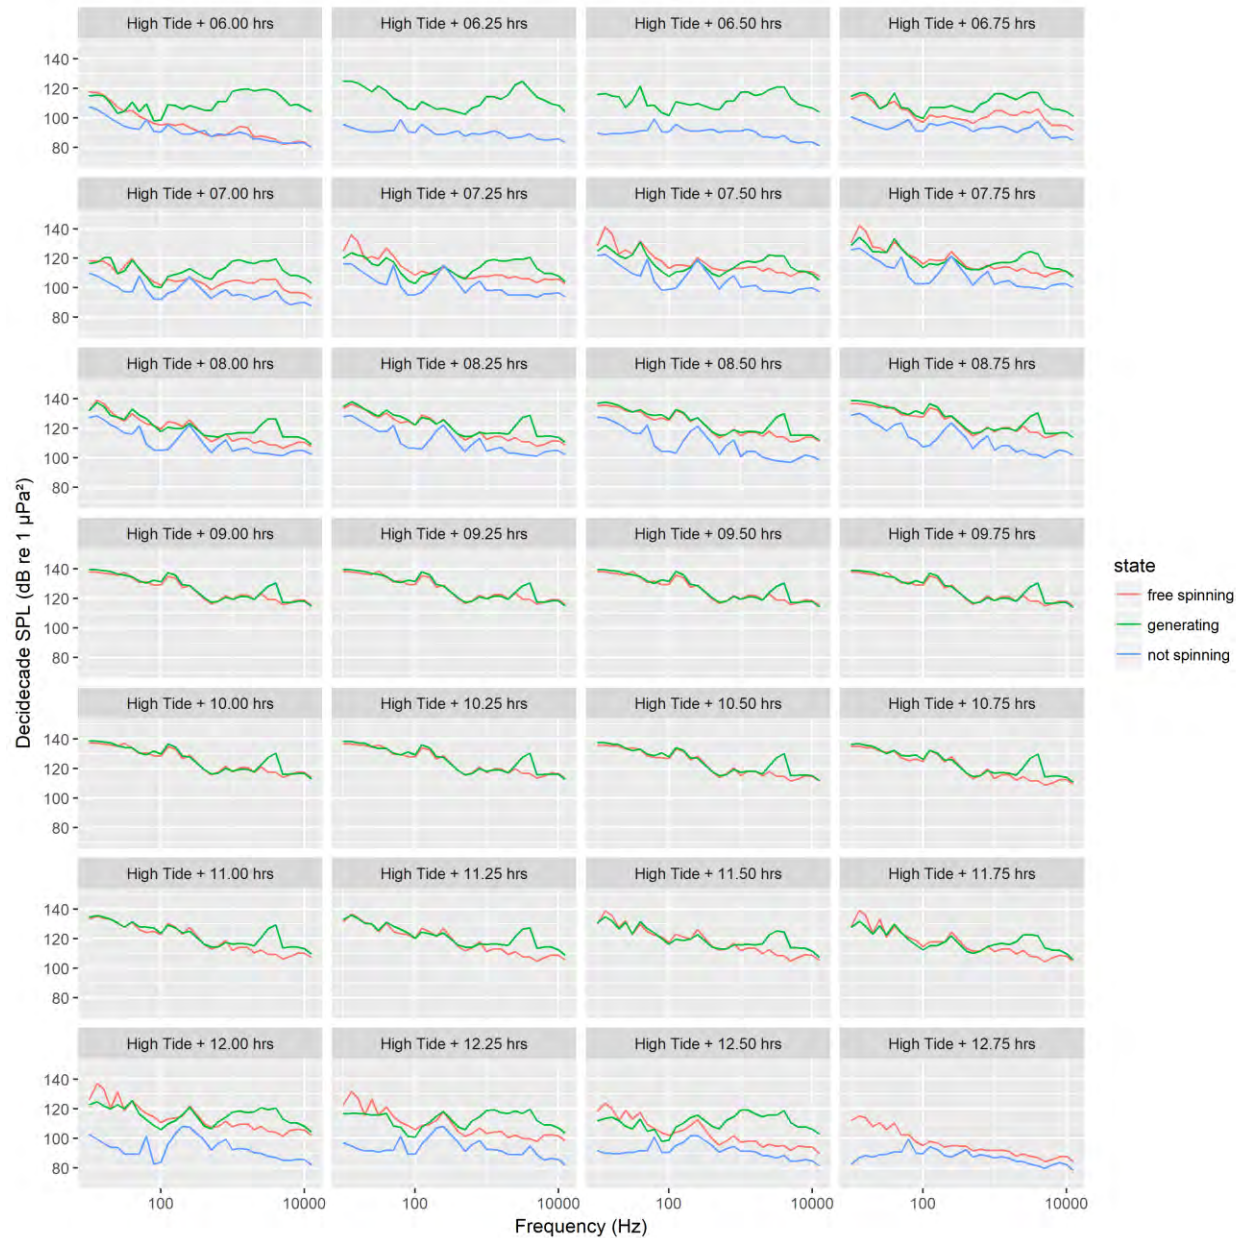 High Tide + 06.00 hrs High Tide + 06.25 hrs High Tide + 06.50 hrs High Tide + 06.75 hrs
140
120
100
80
High Tide + 07.00 hrs High Tide + 07.25 hrs High Tide + 07.50 hrs High Tide + 07.75 hrs
140
120
100
80
High Tide + 08.00 hrs High Tide + 08.25 hrs High Tide + 08.50 hrs High Tide + 08.75 hrs
140
120
100
80
Decidecade SPL (dB re 1 µPa²)
High Tide + 09.00 hrs High Tide + 09.25 hrs High Tide + 09.50 hrs High Tide + 09.75 hrs
140
120
100
80
state
free spinning
generating
not spinning
High Tide + 10.00 hrs High Tide + 10.25 hrs High Tide + 10.50 hrs High Tide + 10.75 hrs
140
120
100
80
High Tide + 11.00 hrs High Tide + 11.25 hrs High Tide + 11.50 hrs High Tide + 11.75 hrs
140
120
100
80
High Tide + 12.00 hrs High Tide + 12.25 hrs High Tide + 12.50 hrs High Tide + 12.75 hrs
140
120
100
80
100 10000 100 10000 100 10000 100 10000
Frequency (Hz)